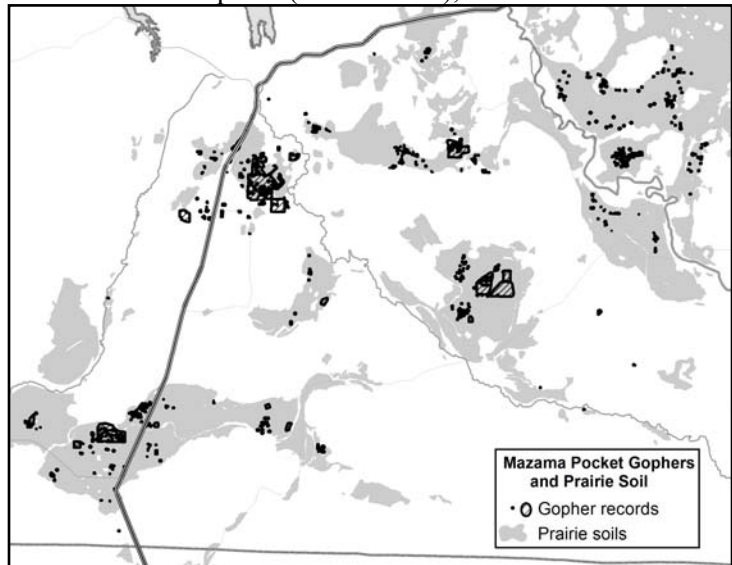 Mazama Pocket Gophers
and Prairie Soil
Gopher records
Prairie soils